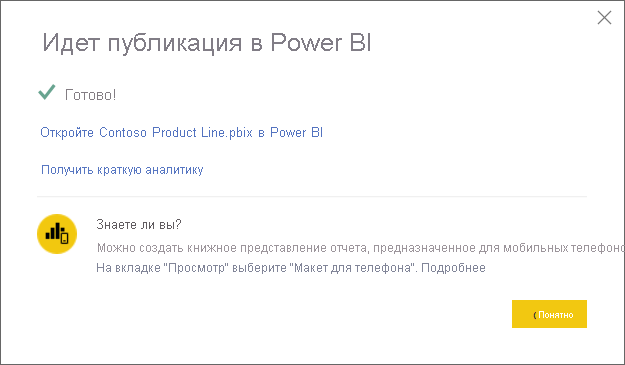 Идет публикация в Power BI
Готово!
Откройте Contoso Product Line.pbix в Power BI
Получить краткую аналитику
Знаете ли вы?
Можно создать книжное представление отчета, предназначенное для мобильных телефоно
На вкладке "Просмотр" выберите "Макет для телефона". Подробнее
Понятно